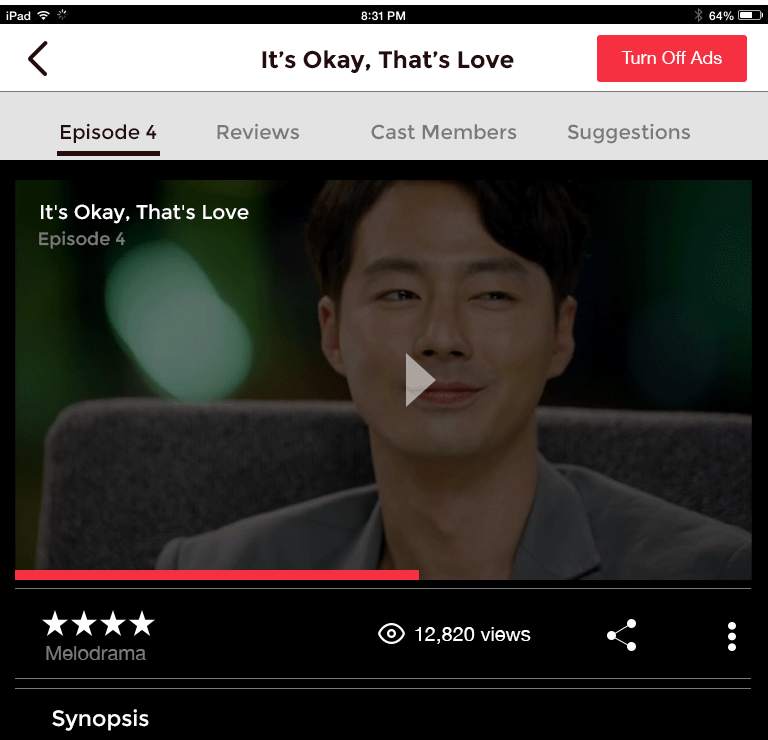 iPad 8:31 PM 64%
It’s Okay, That’s Love Turn Off Ads
Episode 4 Reviews Cast Members Suggestions
It's Okay, That's Love
Episode 4
12,820 views
Melodrama
Synopsis